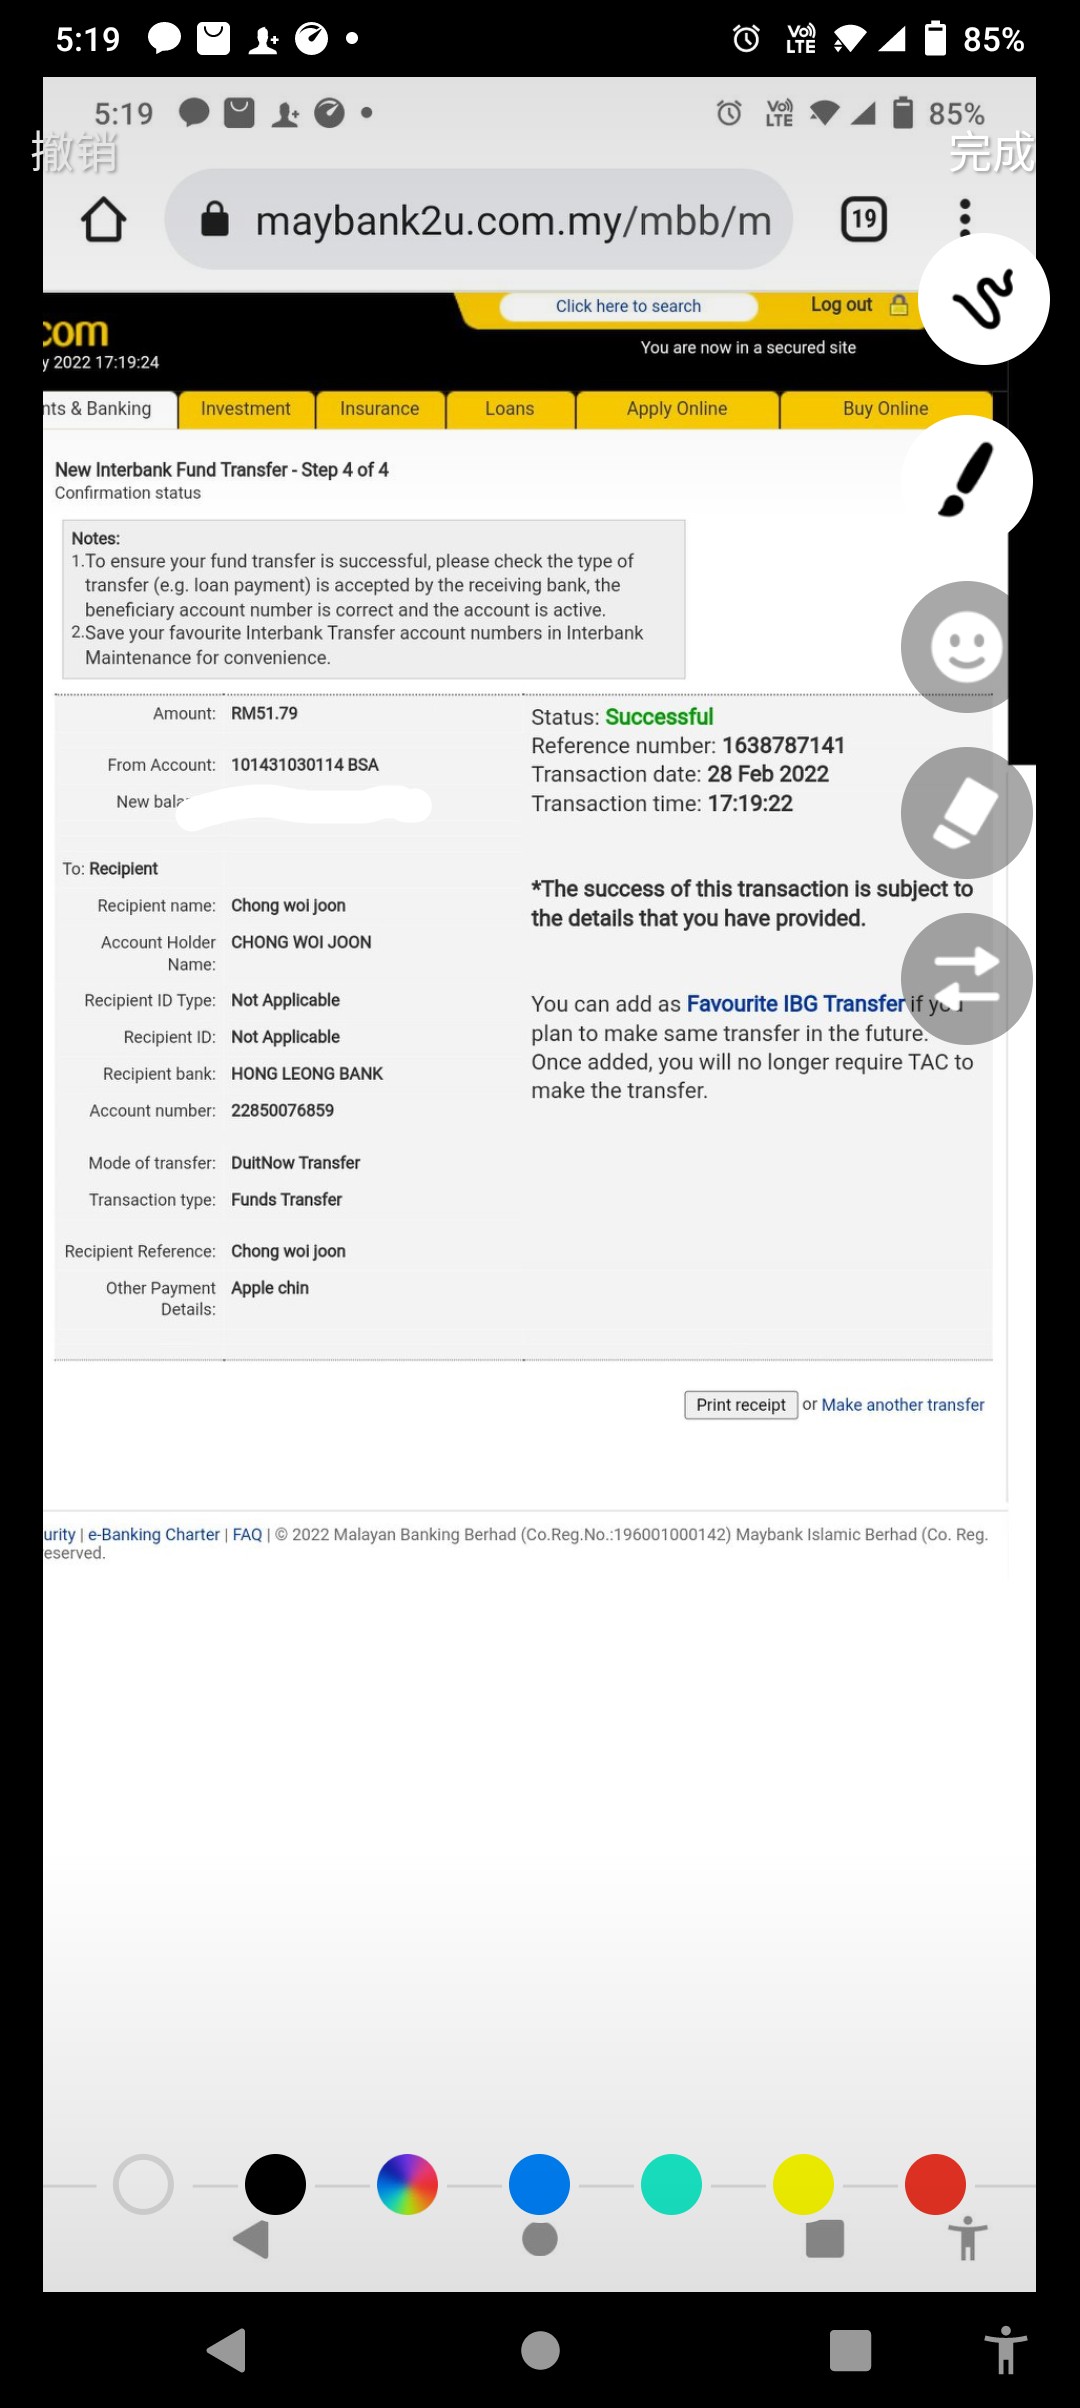 5:19
Vo)) LTE
85%
5:19
Vo)) LTE
85%
撤销
完成
maybank2u.com.my/mbb/m
19
Click here to search
Log out
com
y 2022 17:19:24
You are now in a secured site
nts & Banking
Investment
Insurance
Loans
Apply Online
Buy Online
New Interbank Fund Transfer - Step 4 of 4
Confirmation status
Notes:
1.To ensure your fund transfer is successful, please check the type of
transfer (e.g. loan payment) is accepted by the receiving bank, the
beneficiary account number is correct and the account is active.
2.Save your favourite Interbank Transfer account numbers in Interbank
Maintenance for convenience.
Amount: RM51.79
From Account: 101431030114 BSA
New bala
To: Recipient
Recipient name: Chong woi joon
Account Holder
Name: CHONG WOI JOON
Recipient ID Type: Not Applicable
Recipient ID: Not Applicable
Recipient bank: HONG LEONG BANK
Account number: 22850076859
Mode of transfer: DuitNow Transfer
Transaction type: Funds Transfer
Recipient Reference: Chong woi joon
Other Payment
Details: Apple chin
Status: Successful
Reference number: 1638787141
Transaction date: 28 Feb 2022
Transaction time: 17:19:22
*The success of this transaction is subject to
the details that you have provided.
You can add as Favourite IBG Transfer if you
plan to make same transfer in the future.
Once added, you will no longer require TAC to
make the transfer.
Print receipt or Make another transfer
urity | e-Banking Charter | FAQ | © 2022 Malayan Banking Berhad (Co.Reg.No.:196001000142) Maybank Islamic Berhad (Co. Reg.
eserved.